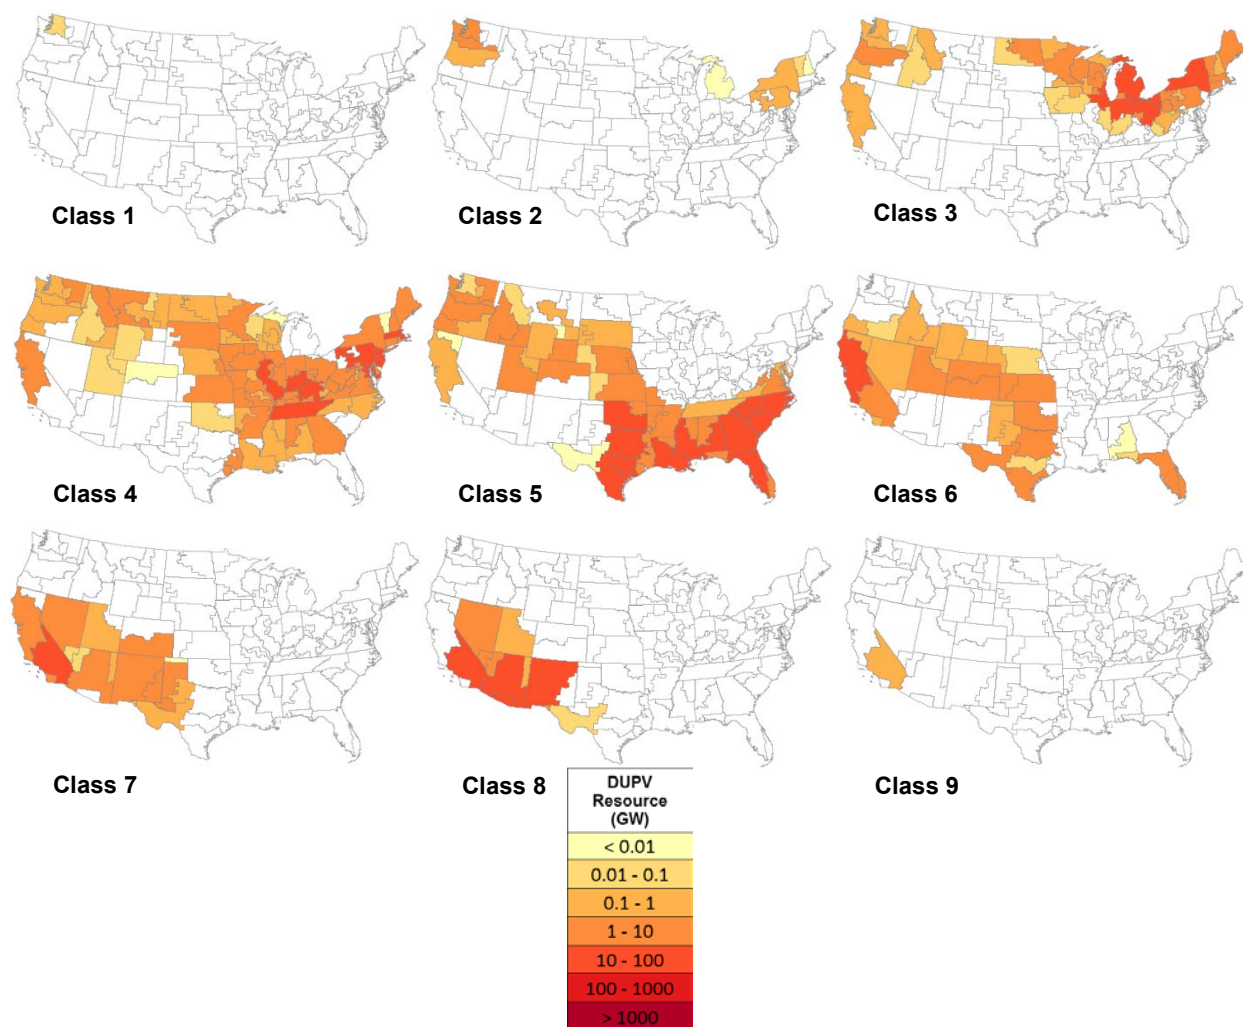 Class 1
Class 2
Class 3
Class 4
Class 5
Class 6
Class 7
Class 8
Class 9
DUPV
Resource
(GW)
< 0.01
0.01 - 0.1
0.1 - 1
1 - 10
10 - 100
100 - 1000
> 1000